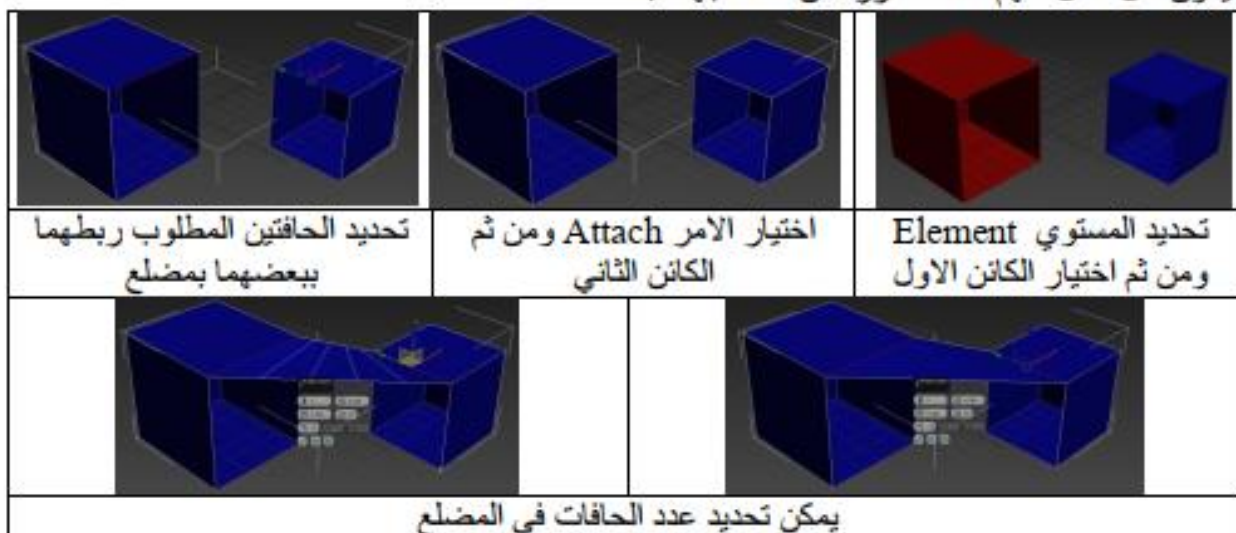 تحديد المستوي Element
ومن ثم اختيار الكائن الاول
اختيار الامر Attach ومن ثم
الكائن الثاني
تحديد الحافتين المطلوب ربطهما
ببعضهما بمضلع
يمكن تحديد عدد الحافات في المضلع